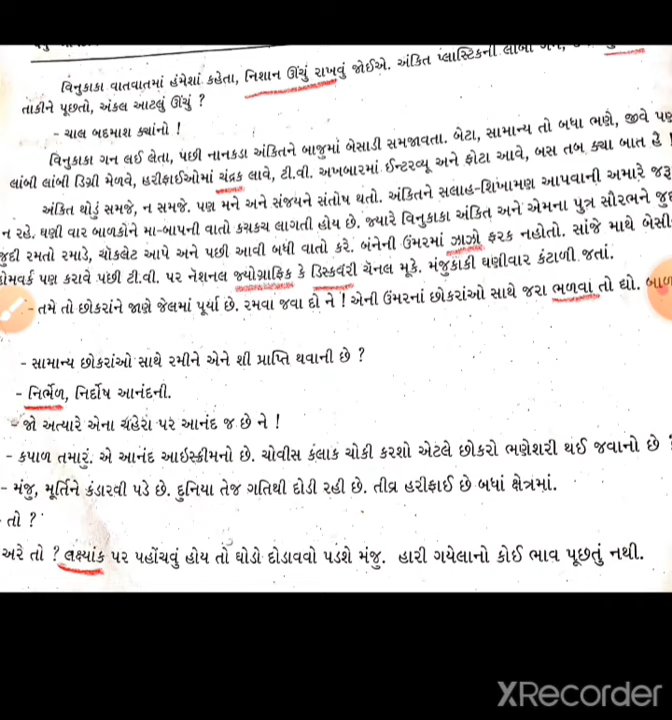 વિનુકાકા વાતવાતમાં હંમેશાં કહેતા, નિશાન ઊંચું રાખવું જોઈએ. અંકિત પ્લાસ્ટિકની લાંબી ગન,
તાકીને પૂછતો, અંકલ આટલું ઊંચું ?
- ચાલ બદમાશ ક્યાંનો !
વિનુકાકા ગન લઈ લેતા, પછી નાનકડા અંકિતને બાજુમાં બેસાડી સમજાવતા. બેટા, સામાન્ય તો બધા ભણે, જીવે પણ
લાંબી લાંબી ડિગ્રી મેળવે, હરીફાઈઓમાં ચંદ્રક લાવે, ટી.વી. અખબારમાં ઈન્ટરવ્યૂ અને ફોટા આવે, બસ તબ ક્યા બાત હૈ !
અંકિત થોડું સમજે, ન સમજે. પણ મને અને સંજયને સંતોષ થતો. અંકિતને સલાહ-શિખામણ આપવાની અમારે જરૂ
ન રહે. ઘણી વાર બાળકોને મા-બાપની વાતો કચકચ લાગતી હોય છે. જ્યારે વિનુકાકા અંકિત અને એમના પુત્ર સૌરભને જુદ
જુદી રમતો રમાડે, ચૉકલેટ આપે અને પછી આવી બધી વાતો કરે. બંનેની ઉંમરમાં ઝાઝો ફરક નહોતો. સાંજે માથે બેસીન
હોમવર્ક પણ કરાવે પછી ટી.વી. પર નેશનલ જ્યોગ્રાફિક કે ડિસ્કવરી ચૅનલ મૂકે. મંજુકાકી ઘણીવાર કંટાળી જતાં.
- તમે તો છોકરાંને જાણે જેલમાં પૂર્યા છે. રમવા જવા દો ને ! એની ઉંમરનાં છોકરાંઓ સાથે જરા ભળવા તો દ્યો. બાળ
- સામાન્ય છોકરાંઓ સાથે રમીને એને શી પ્રાપ્તિ થવાની છે ?
- નિર્ભેળ, નિર્દોષ આનંદની.
- જો અત્યારે એના ચહેરા પર આનંદ જ છે ને !
- કપાળ તમારું. એ આનંદ આઇસ્ક્રીમનો છે. ચોવીસ કલાક ચોકી કરશો એટલે છોકરો ભણેશરી થઈ જવાનો છે ?
- મંજુ, મૂર્તિને કંડારવી પડે છે. દુનિયા તેજ ગતિથી દોડી રહી છે. તીવ્ર હરીફાઈ છે બધાં ક્ષેત્રમાં.
- તો ?
અરે તો ? લક્ષ્યાંક પર પહોંચવું હોય તો ઘોડો દોડાવવો પડશે મંજુ. હારી ગયેલાનો કોઈ ભાવ પૂછતું નથી.
XRecorder